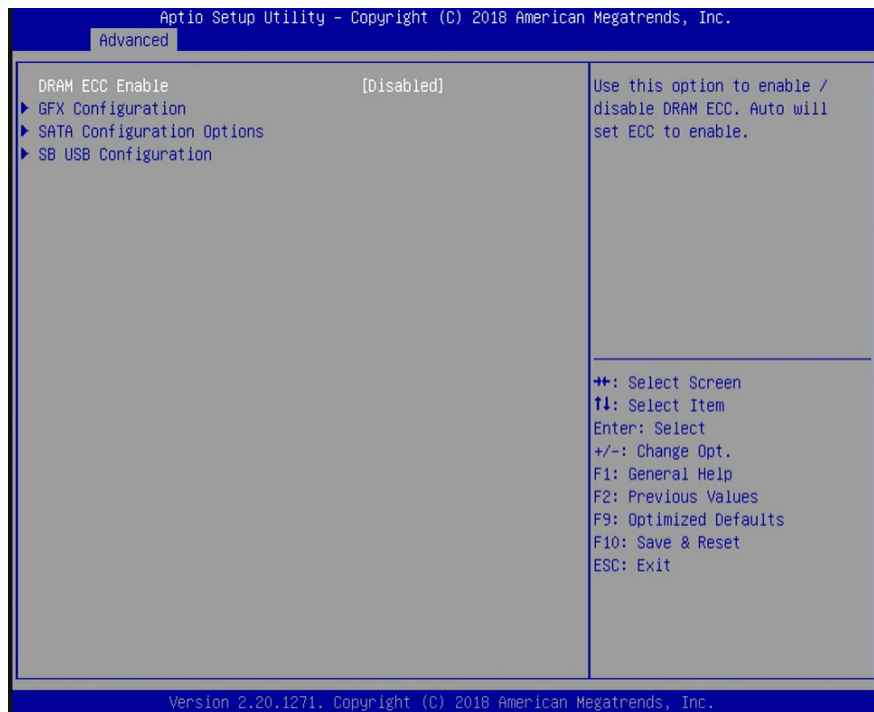 Aptio Setup Utility – Copyright (C) 2018 American Megatrends, Inc.
Advanced
DRAM ECC Enable [Disabled]
GFX Configuration
SATA Configuration Options
SB USB Configuration
Use this option to enable /
disable DRAM ECC. Auto will
set ECC to enable.
→←: Select Screen
↑↓: Select Item
Enter: Select
+/-: Change Opt.
F1: General Help
F2: Previous Values
F9: Optimized Defaults
F10: Save & Reset
ESC: Exit
Version 2.20.1271. Copyright (C) 2018 American Megatrends, Inc.